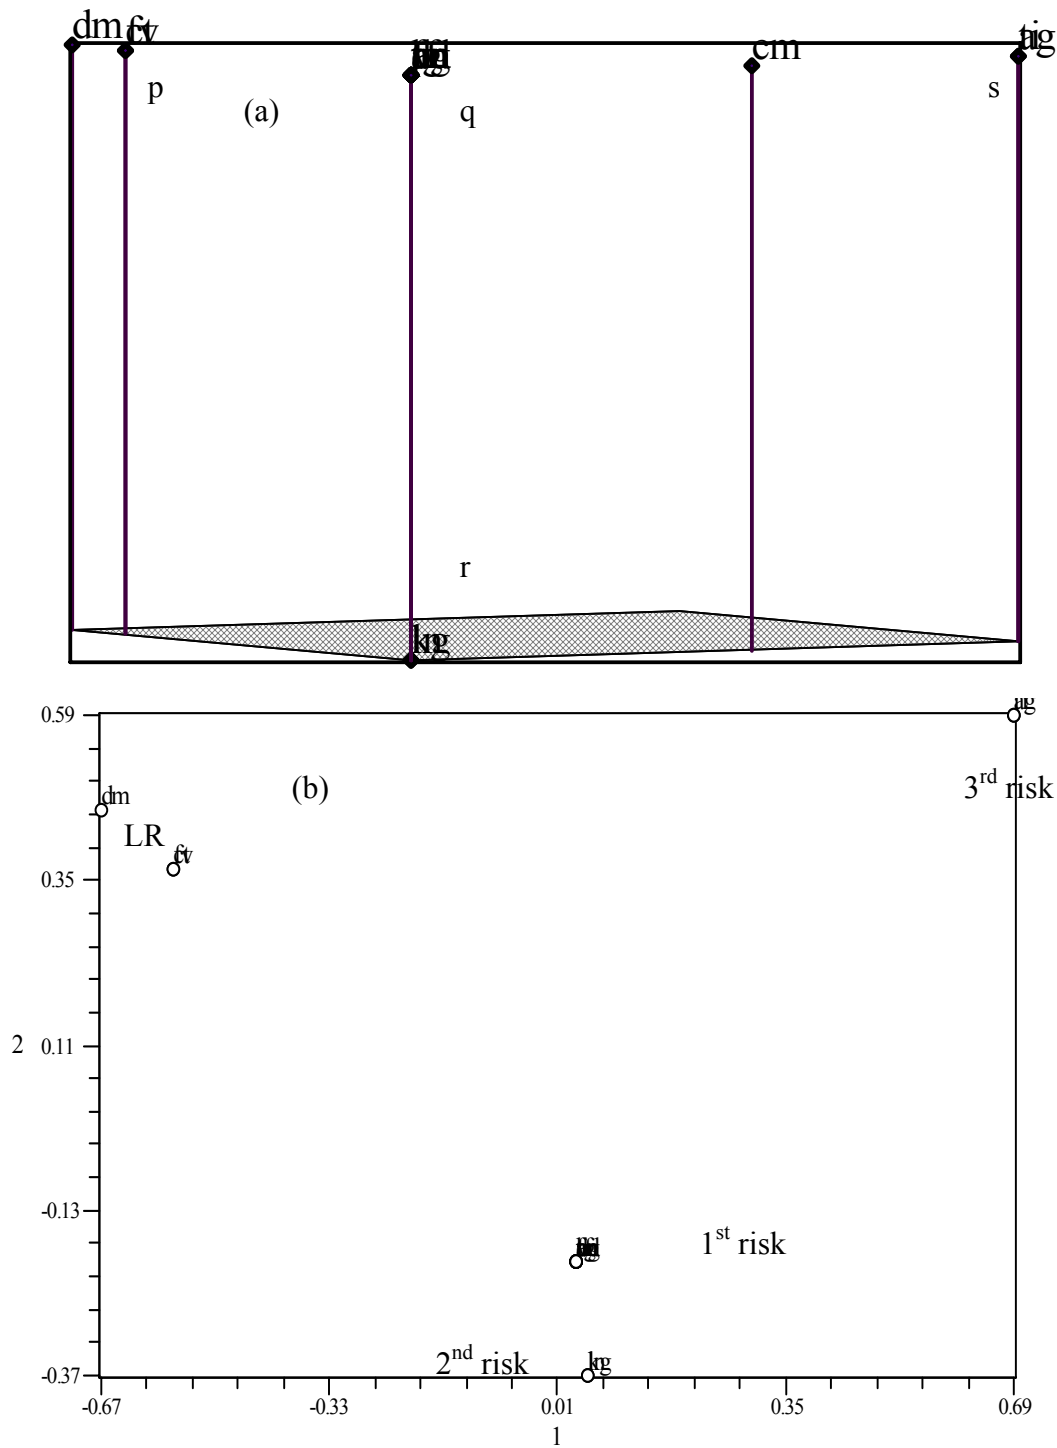 dm
cm
p
(a)
q
s
r
0.59
(b)
3rd risk
dm
LR
0.35
2 0.11
-0.13
1st risk
2nd risk
-0.37
-0.67 -0.33 0.01 0.35 0.69
1